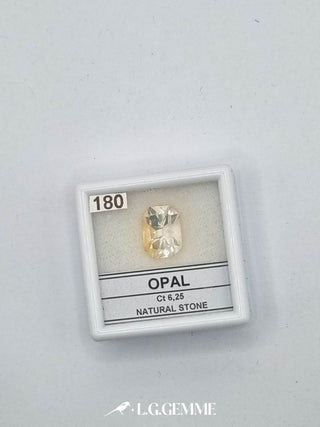 180
OPAL
Ct 6,25
NATURAL STONE
L.G.GEMME